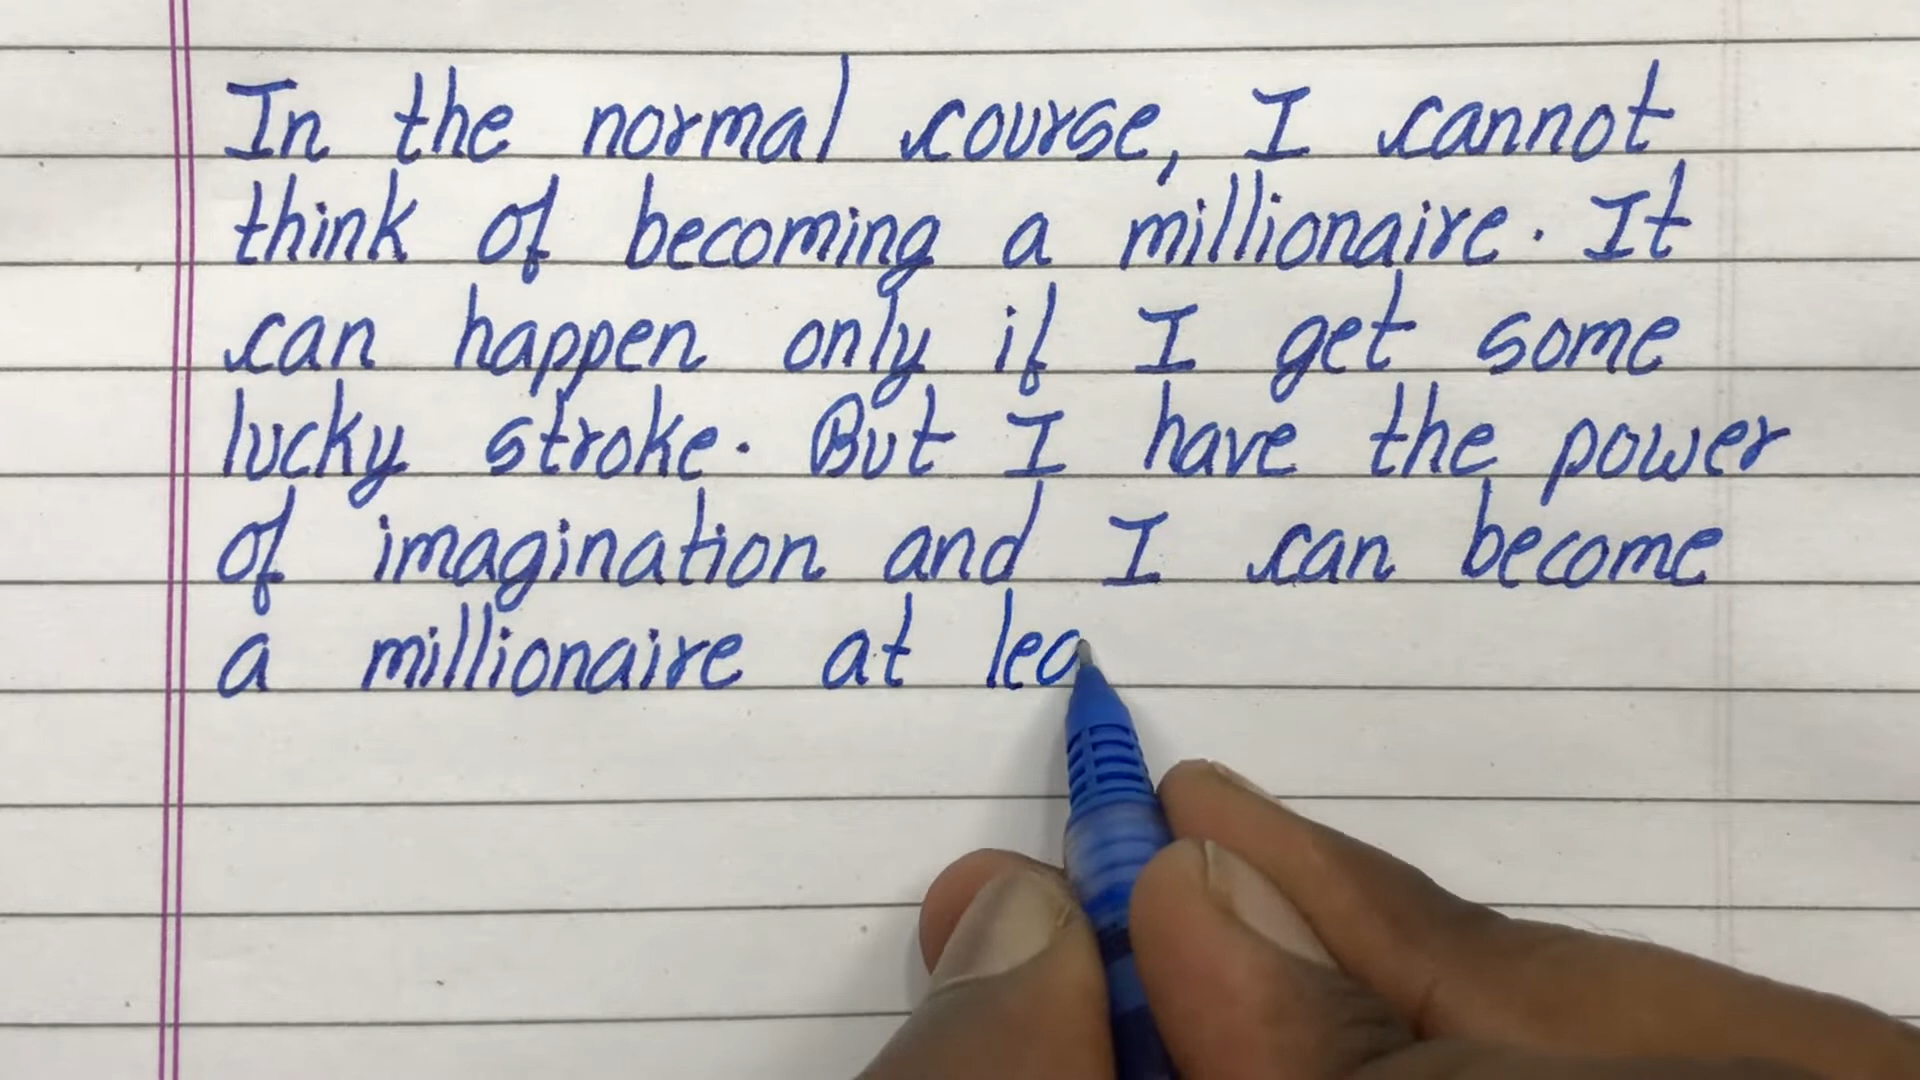 In the normal course, I cannot
think of becoming a millionaire. It
can happen only if I get some
lucky stroke. But I have the power
of imagination and I can become
a millionaire at lea